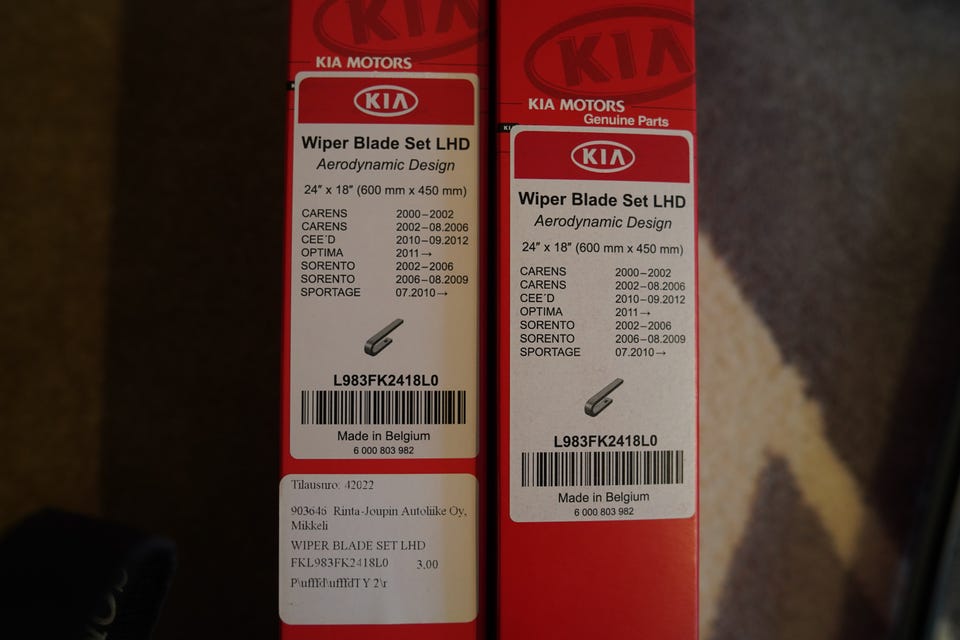 KIA
KIA MOTORS
KIA
Wiper Blade Set LHD
Aerodynamic Design
24″ x 18″ (600 mm x 450 mm)
CARENS 2000–2002
CARENS 2002–08.2006
CEE´D 2010–09.2012
OPTIMA 2011→
SORENTO 2002–2006
SORENTO 2006–08.2009
SPORTAGE 07.2010→
L983FK2418L0
Made in Belgium
6 000 803 982
Tilausnro: 42022
903646 Rinta-Joupin Autoliike Oy,
Mikkeli
WIPER BLADE SET LHD
FKL983FK2418L0 3,00
P\ufffd\ufffdT Y 2\r
KIA
KIA MOTORS
Genuine Parts
KIA
Wiper Blade Set LHD
Aerodynamic Design
24″ x 18″ (600 mm x 450 mm)
CARENS 2000–2002
CARENS 2002–08.2006
CEE´D 2010–09.2012
OPTIMA 2011→
SORENTO 2002–2006
SORENTO 2006–08.2009
SPORTAGE 07.2010→
L983FK2418L0
Made in Belgium
6 000 803 982